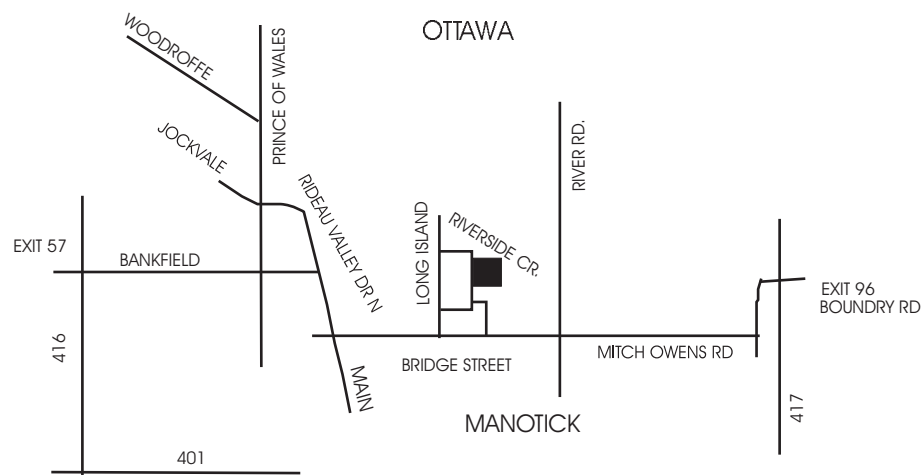 OTTAWA
WOODROFFE
PRINCE OF WALES
JOCKVALE
RIVER RD.
RIDEAU VALLEY DR N
LONG ISLAND
RIVERSIDE CR.
EXIT 57
BANKFIELD
EXIT 96
BOUNDRY RD
416
BRIDGE STREET
MITCH OWENS RD
MAIN
417
MANOTICK
401